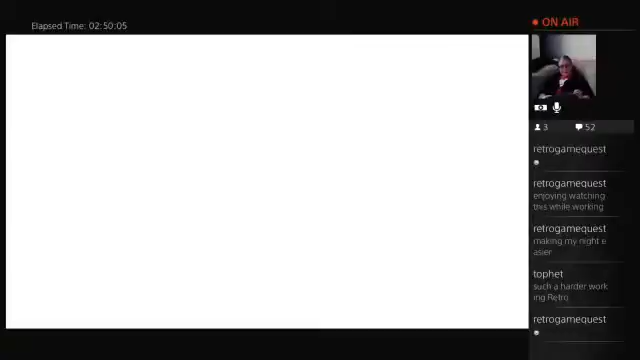 Elapsed Time: 02:50:05
ON AIR
3 52
retrogamequest
retrogamequest
enjoying watching
this while working
retrogamequest
making my night e
asier
tophet
such a harder work
ing Retro
retrogamequest